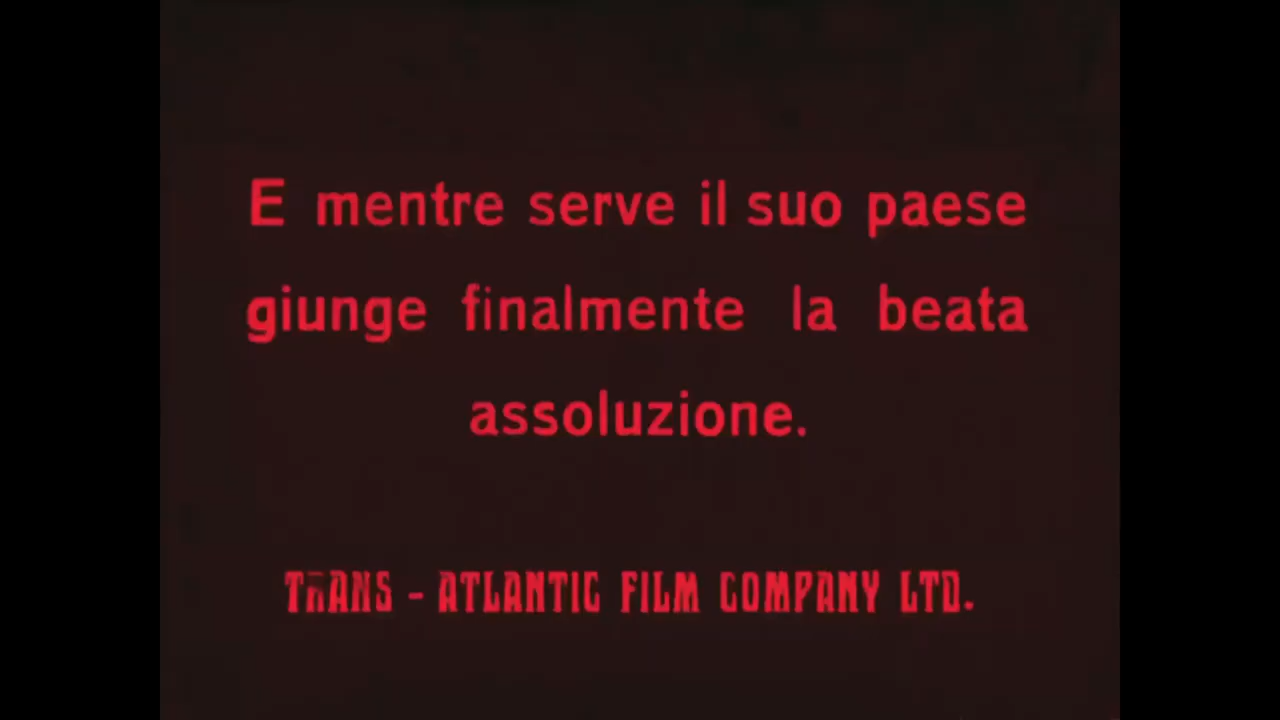 E mentre serve il suo paese
giunge finalmente la beata
assoluzione.
TRANS - ATLANTIC FILM COMPANY LTD.